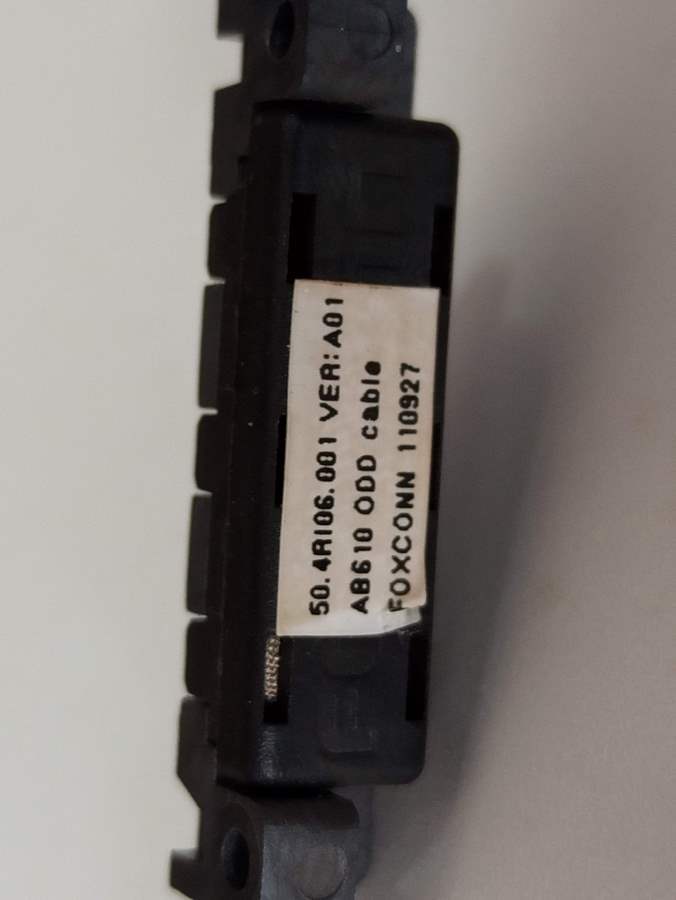 50.4RI06.001 VER:A01
AB610 ODD cable
FOXCONN 110927